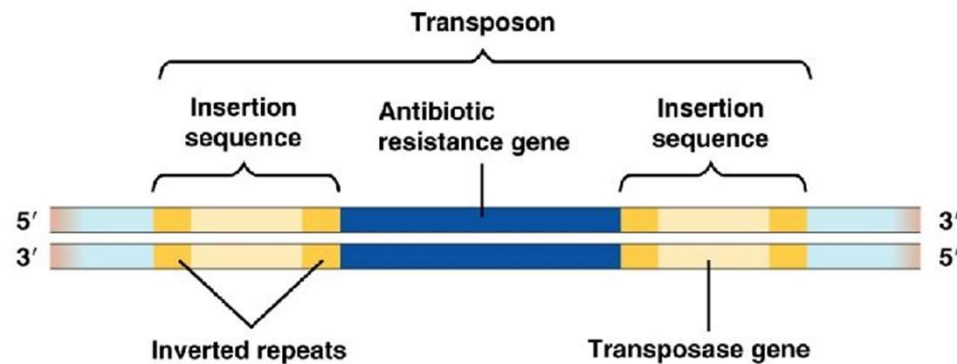 Transposon
Insertion
sequence
Antibiotic
resistance gene
Insertion
sequence
5′
3′
3′
5′
Inverted repeats
Transposase gene